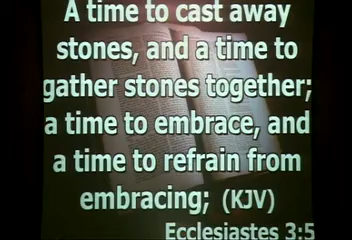 A time to cast away
stones, and a time to
gather stones together;
a time to embrace, and
a time to refrain from
embracing; (KJV)
Ecclesiastes 3:5